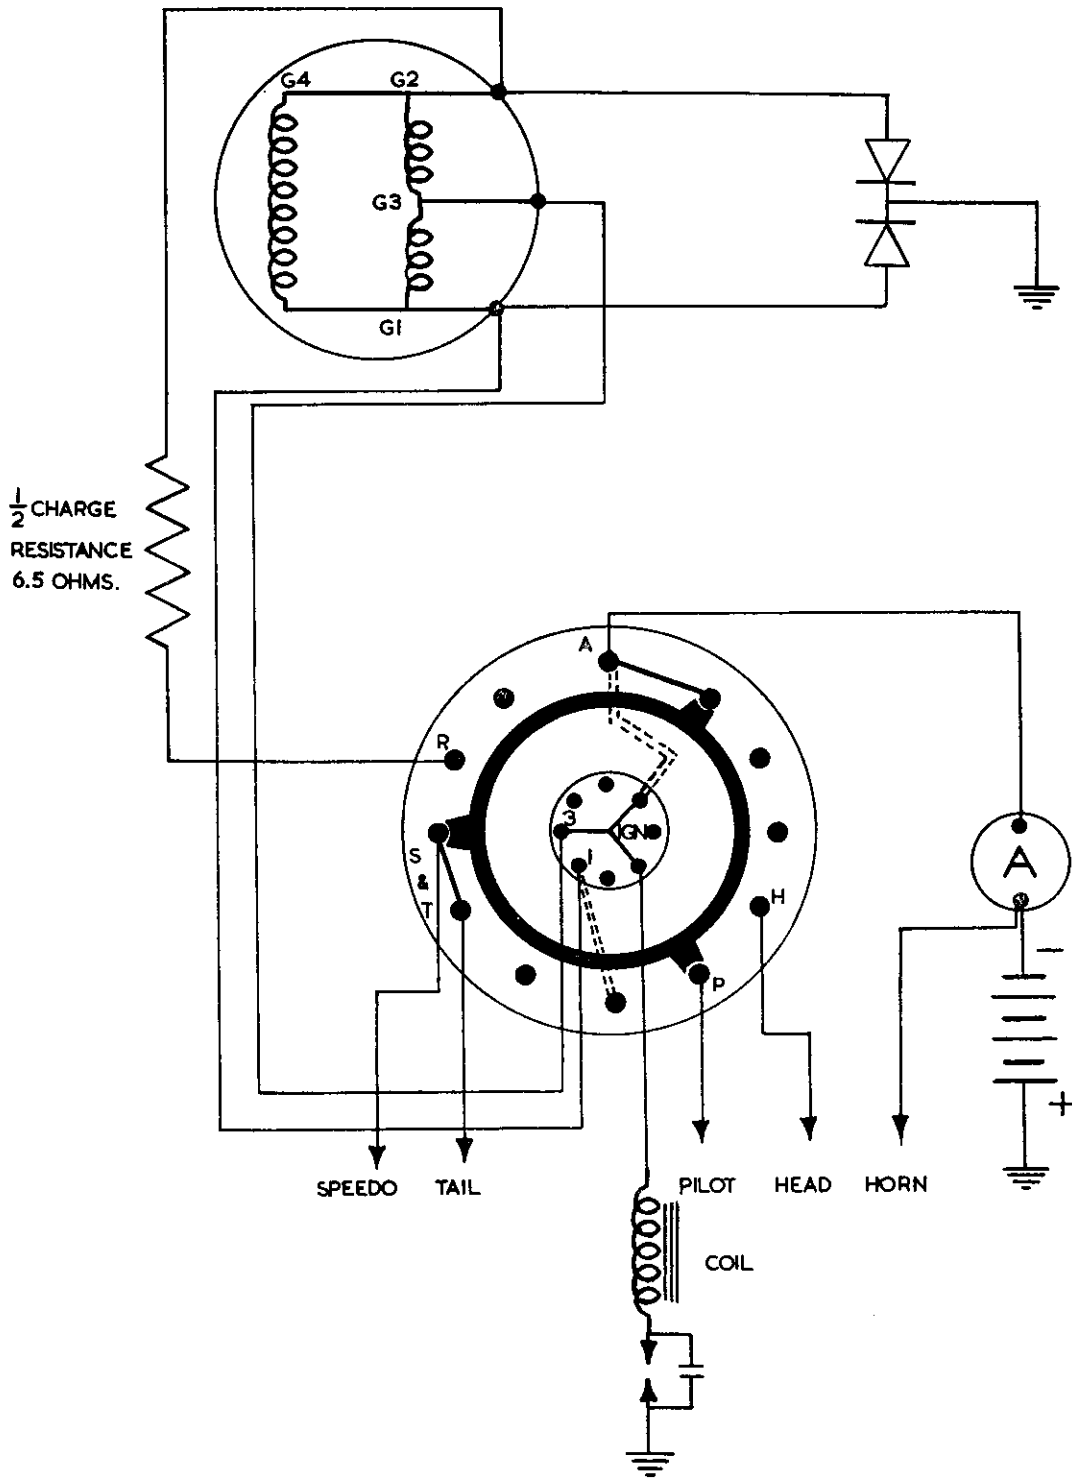 G4
G2
G3
G1
½ CHARGE
RESISTANCE
6.5 OHMS.
A
R
3
IGN
1
S
&
T
H
P
A
−
+
SPEEDO
TAIL
PILOT
HEAD
HORN
COIL